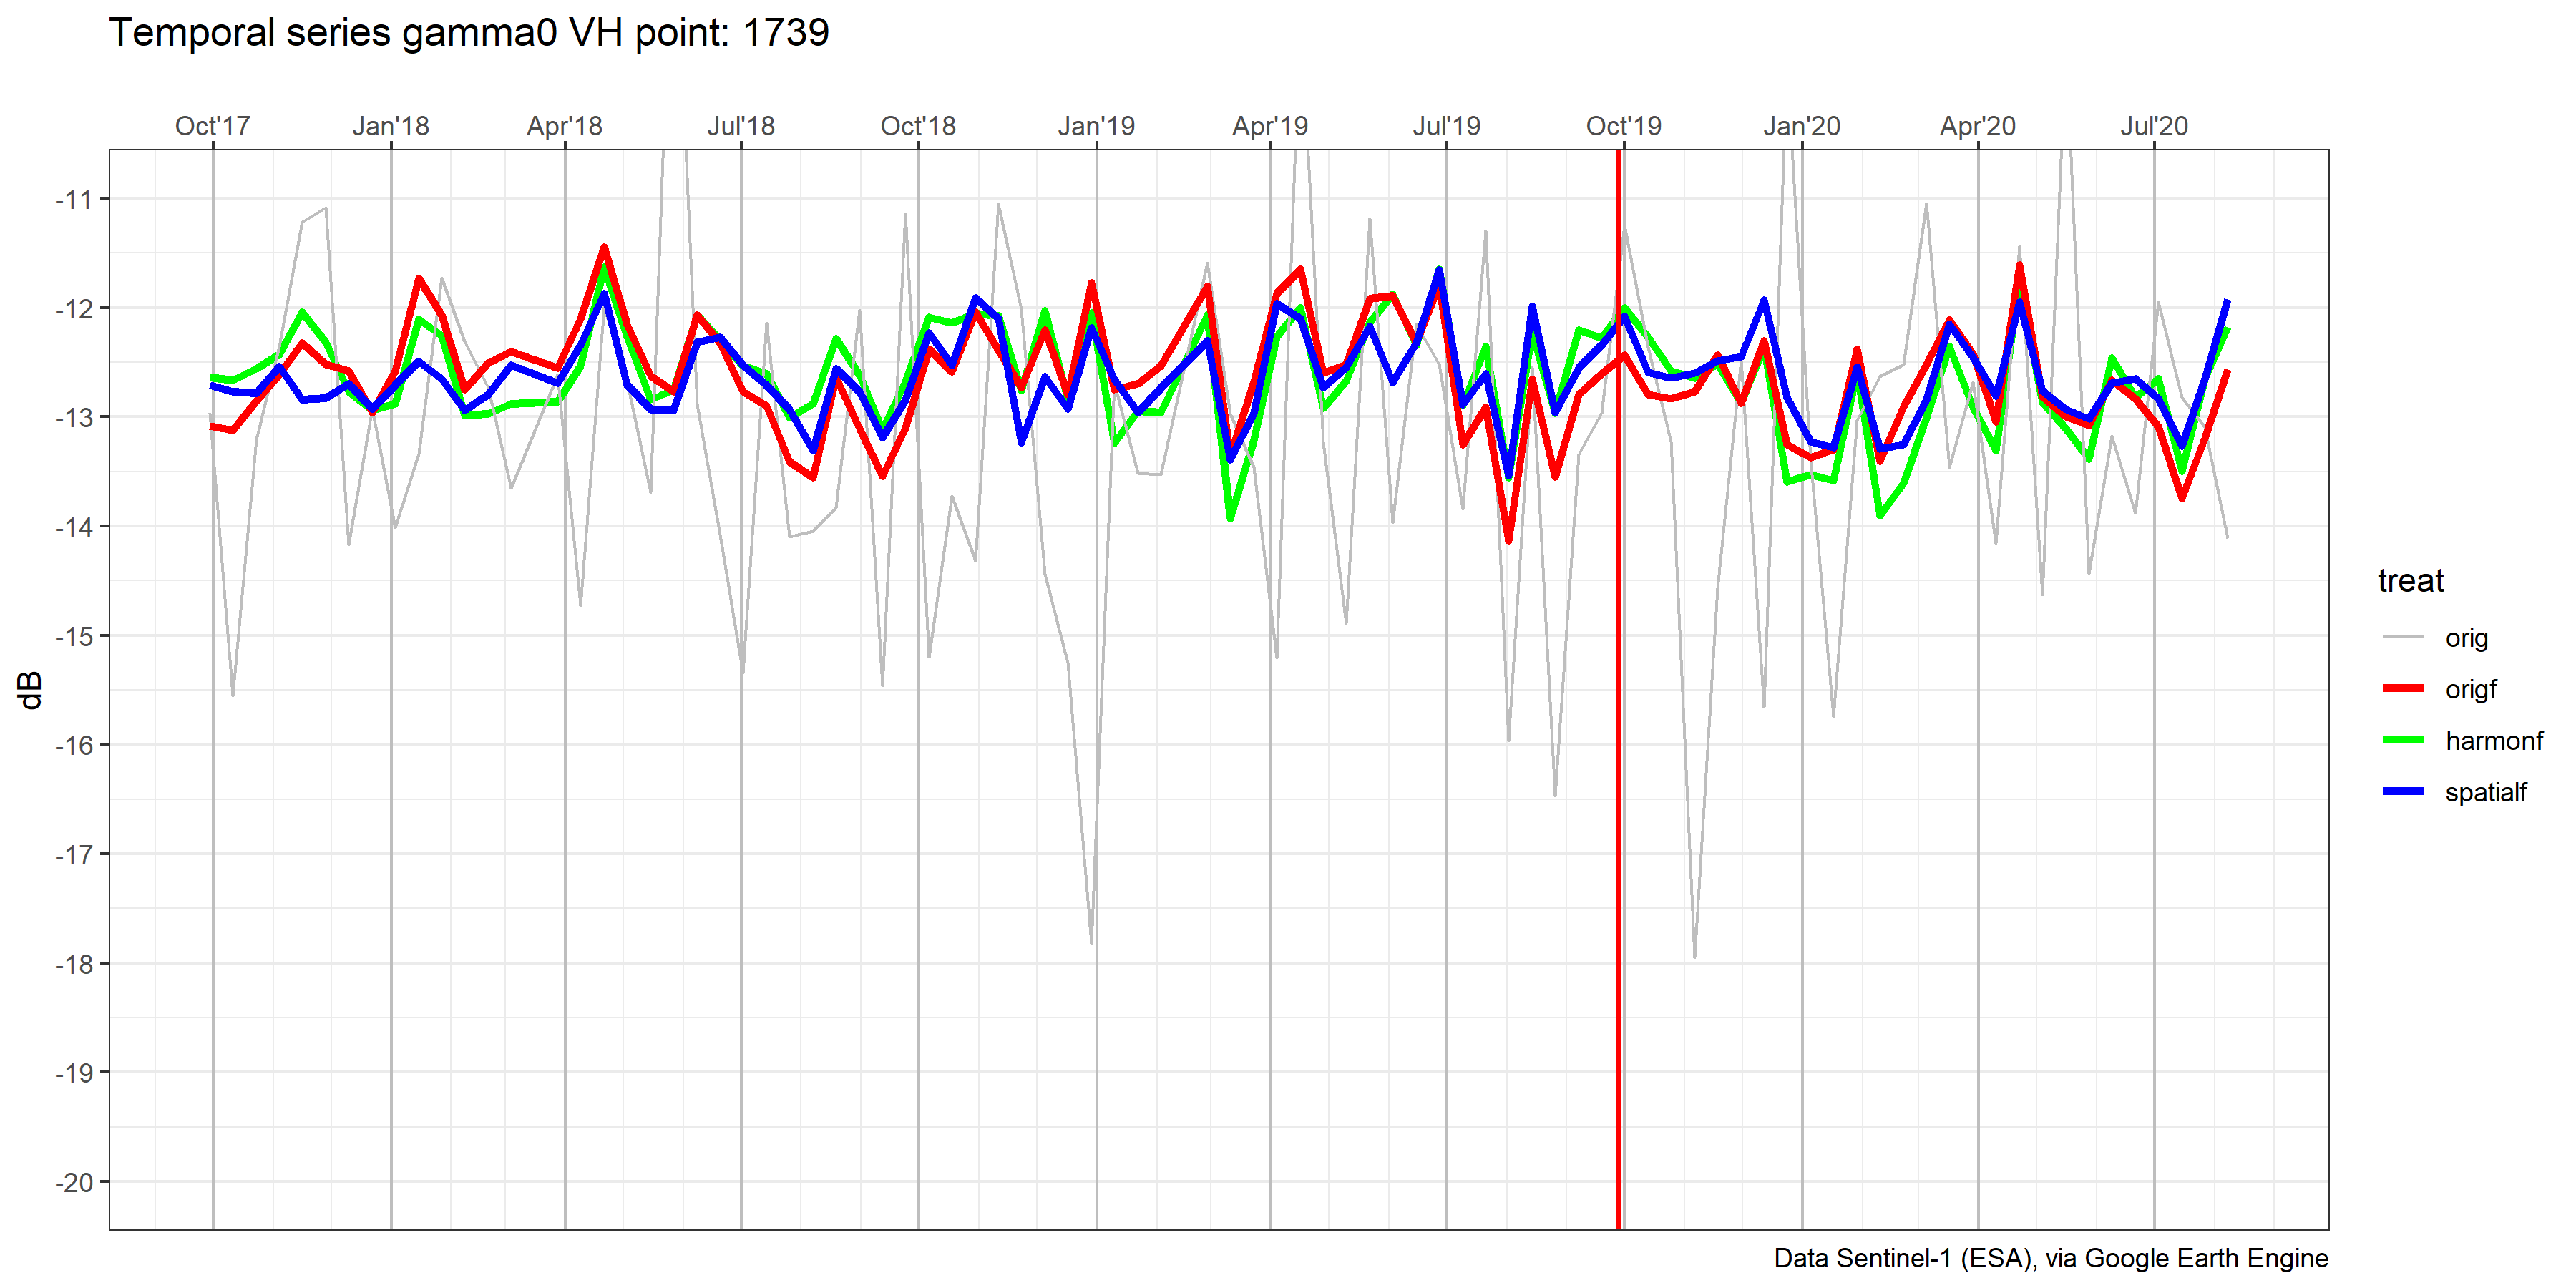 Temporal series gamma0 VH point: 1739
Oct'17 Jan'18 Apr'18 Jul'18 Oct'18 Jan'19 Apr'19 Jul'19 Oct'19 Jan'20 Apr'20 Jul'20
-11
-12
-13
-14
-15
-16
-17
-18
-19
-20
dB
treat
orig
origf
harmonf
spatialf
Data Sentinel-1 (ESA), via Google Earth Engine